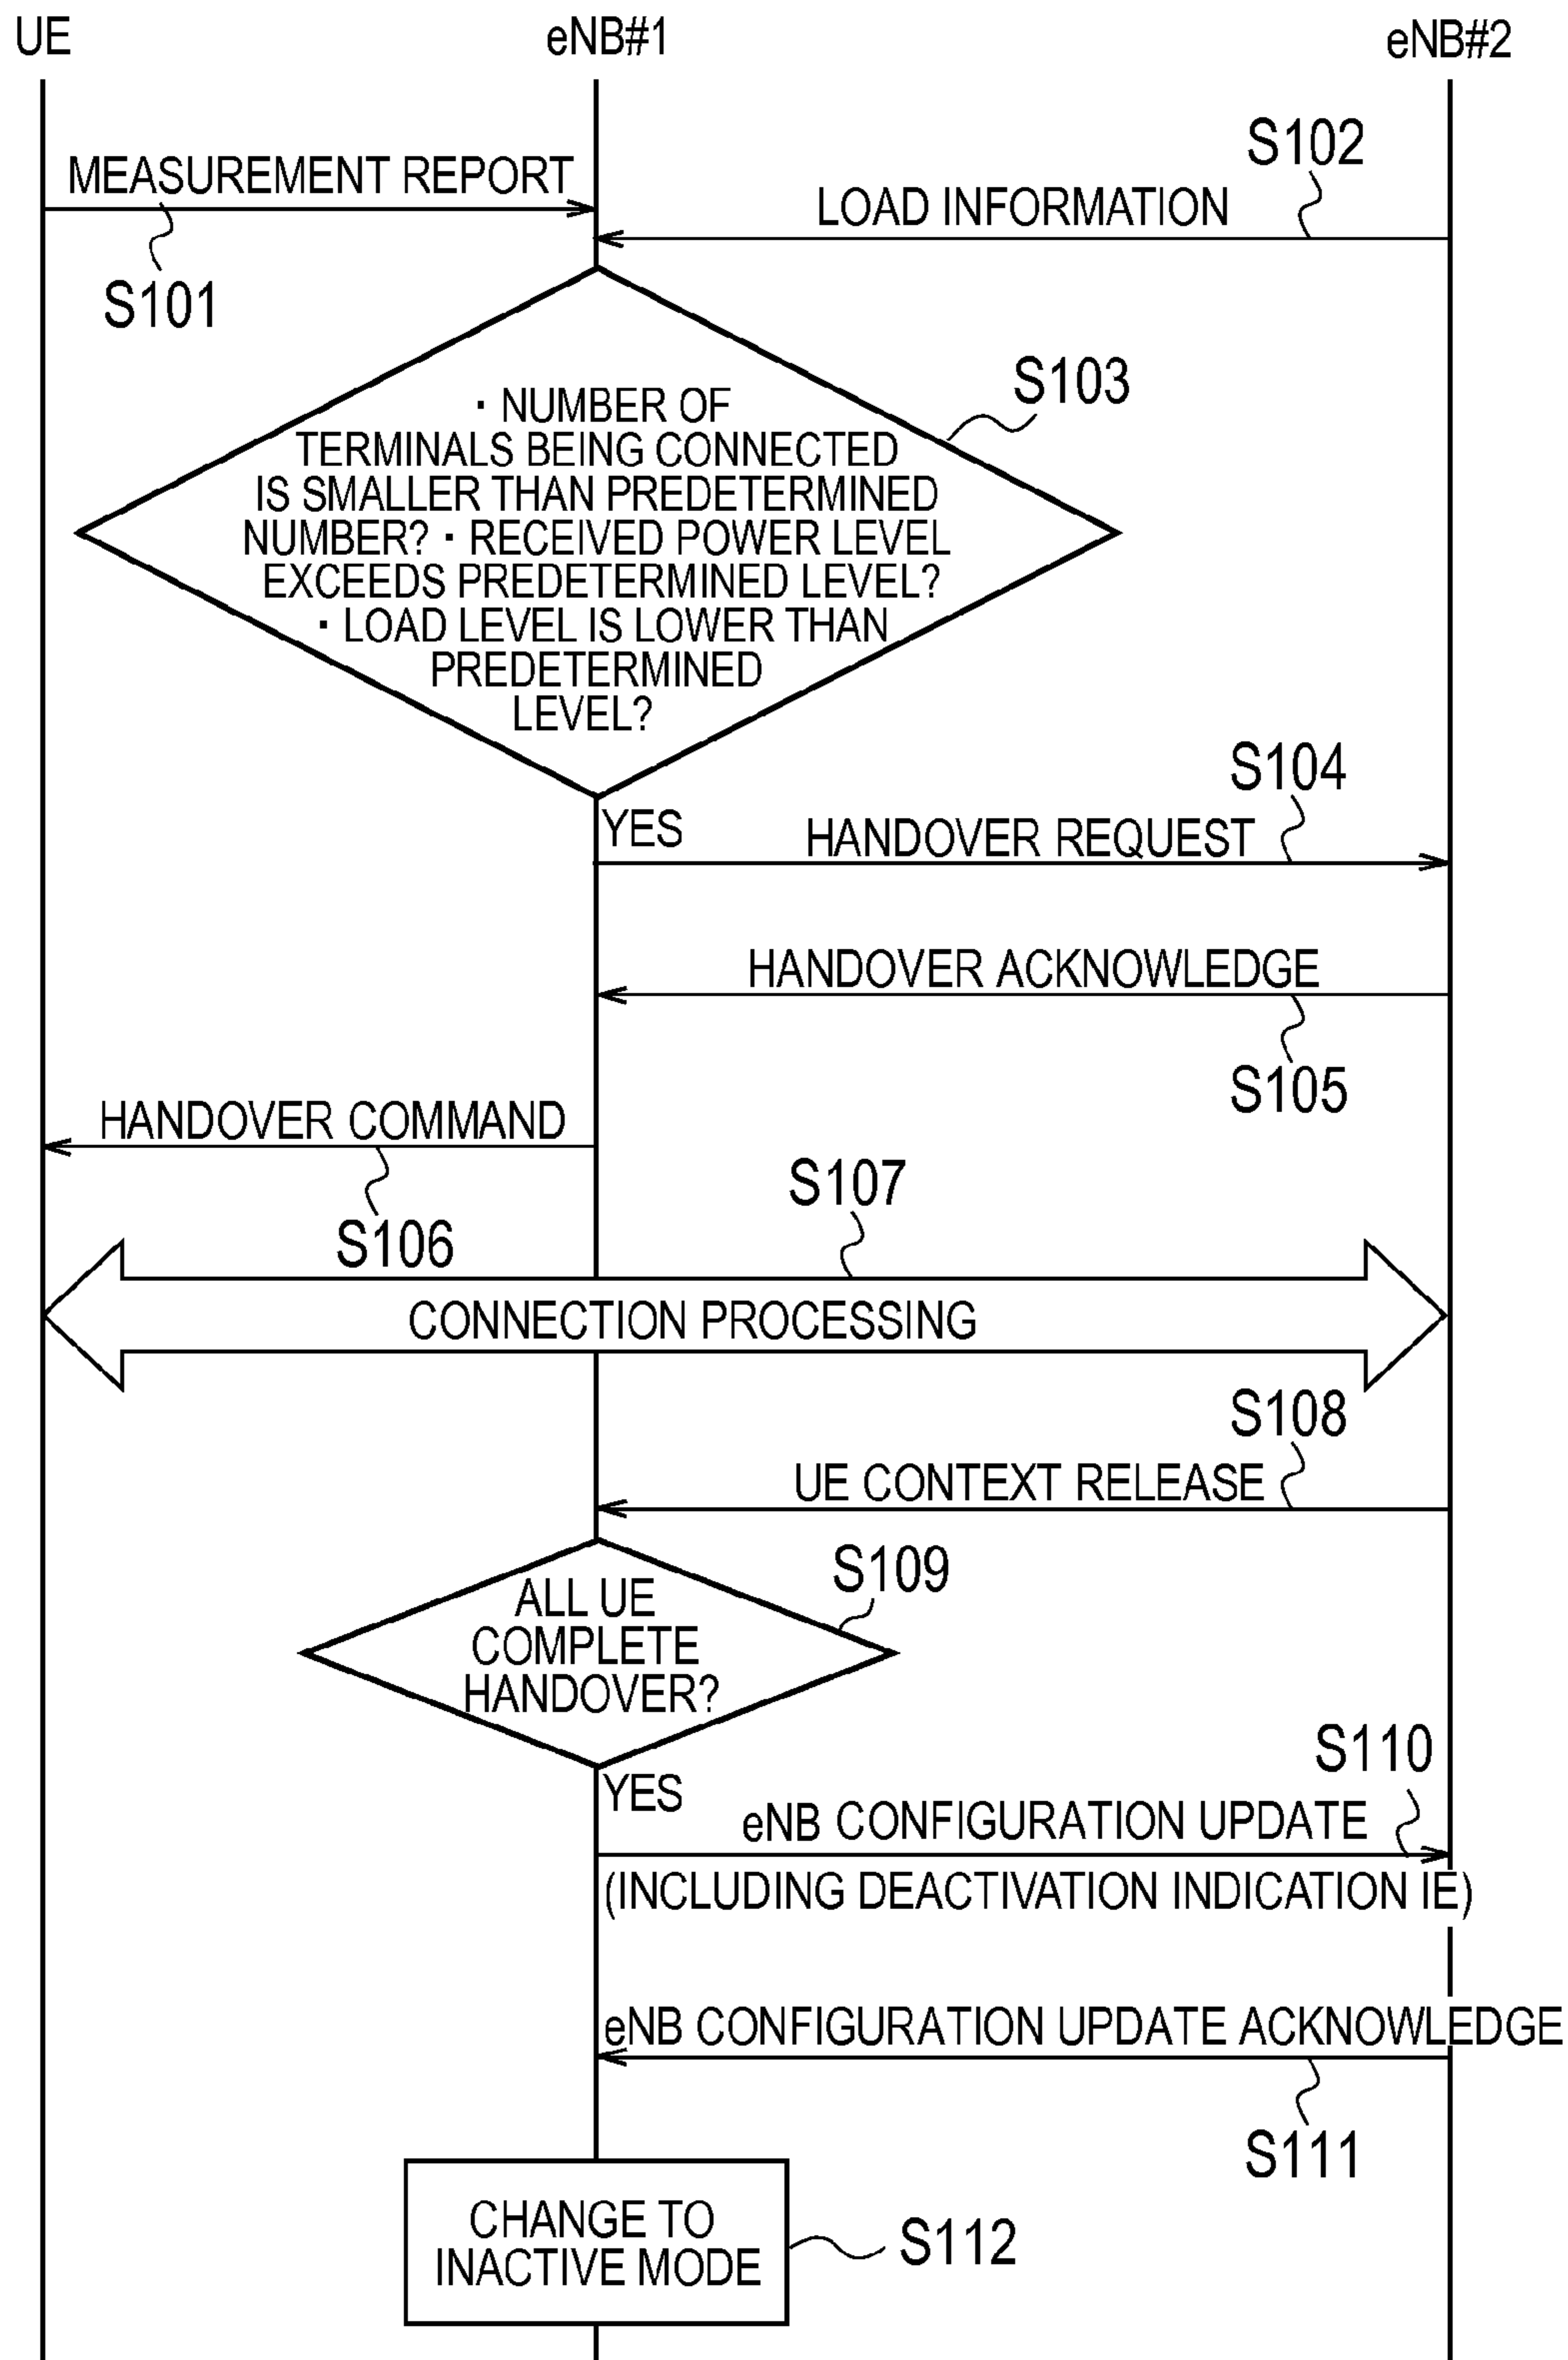 UE
eNB#1
eNB#2
S102
MEASUREMENT REPORT
LOAD INFORMATION
S101
S103
· NUMBER OF
TERMINALS BEING CONNECTED
IS SMALLER THAN PREDETERMINED
NUMBER? · RECEIVED POWER LEVEL
EXCEEDS PREDETERMINED LEVEL?
· LOAD LEVEL IS LOWER THAN
PREDETERMINED
LEVEL?
S104
YES
HANDOVER REQUEST
HANDOVER ACKNOWLEDGE
S105
HANDOVER COMMAND
S107
S106
CONNECTION PROCESSING
S108
UE CONTEXT RELEASE
S109
ALL UE
COMPLETE
HANDOVER?
S110
YES
eNB CONFIGURATION UPDATE
(INCLUDING DEACTIVATION INDICATION IE)
eNB CONFIGURATION UPDATE ACKNOWLEDGE
S111
CHANGE TO
INACTIVE MODE
S112